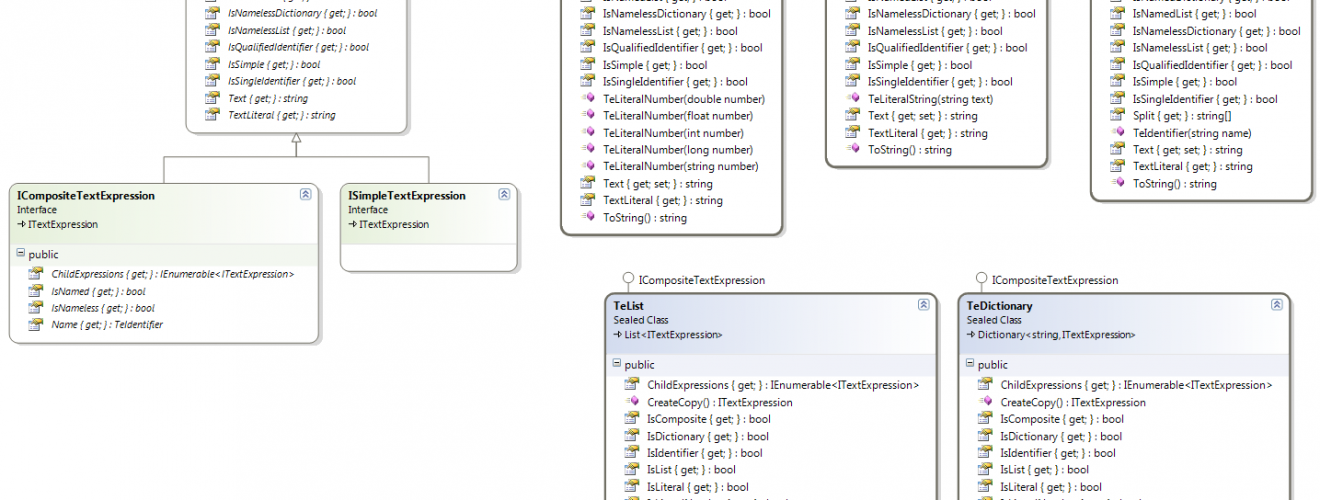 IsNamelessDictionary { get; } : bool
IsNamelessList { get; } : bool
IsQualifiedIdentifier { get; } : bool
IsSimple { get; } : bool
IsSingleIdentifier { get; } : bool
Text { get; } : string
TextLiteral { get; } : string
ICompositeTextExpression
Interface
ITextExpression
public
ChildExpressions { get; } : IEnumerable<ITextExpression>
IsNamed { get; } : bool
IsNameless { get; } : bool
Name { get; } : TeIdentifier
ISimpleTextExpression
Interface
ITextExpression
IsNamelessDictionary { get; } : bool
IsNamelessList { get; } : bool
IsQualifiedIdentifier { get; } : bool
IsSimple { get; } : bool
IsSingleIdentifier { get; } : bool
TeLiteralNumber(double number)
TeLiteralNumber(float number)
TeLiteralNumber(int number)
TeLiteralNumber(long number)
TeLiteralNumber(string number)
Text { get; set; } : string
TextLiteral { get; } : string
ToString() : string
IsNamelessDictionary { get; } : bool
IsNamelessList { get; } : bool
IsQualifiedIdentifier { get; } : bool
IsSimple { get; } : bool
IsSingleIdentifier { get; } : bool
TeLiteralString(string text)
Text { get; set; } : string
TextLiteral { get; } : string
ToString() : string
IsNamedList { get; } : bool
IsNamelessDictionary { get; } : bool
IsNamelessList { get; } : bool
IsQualifiedIdentifier { get; } : bool
IsSimple { get; } : bool
IsSingleIdentifier { get; } : bool
Split { get; } : string[]
TeIdentifier(string name)
Text { get; set; } : string
TextLiteral { get; } : string
ToString() : string
ICompositeTextExpression
TeList
Sealed Class
List<ITextExpression>
public
ChildExpressions { get; } : IEnumerable<ITextExpression>
CreateCopy() : ITextExpression
IsComposite { get; } : bool
IsDictionary { get; } : bool
IsIdentifier { get; } : bool
IsList { get; } : bool
IsLiteral { get; } : bool
ICompositeTextExpression
TeDictionary
Sealed Class
Dictionary<string,ITextExpression>
public
ChildExpressions { get; } : IEnumerable<ITextExpression>
CreateCopy() : ITextExpression
IsComposite { get; } : bool
IsDictionary { get; } : bool
IsIdentifier { get; } : bool
IsList { get; } : bool
IsLiteral { get; } : bool